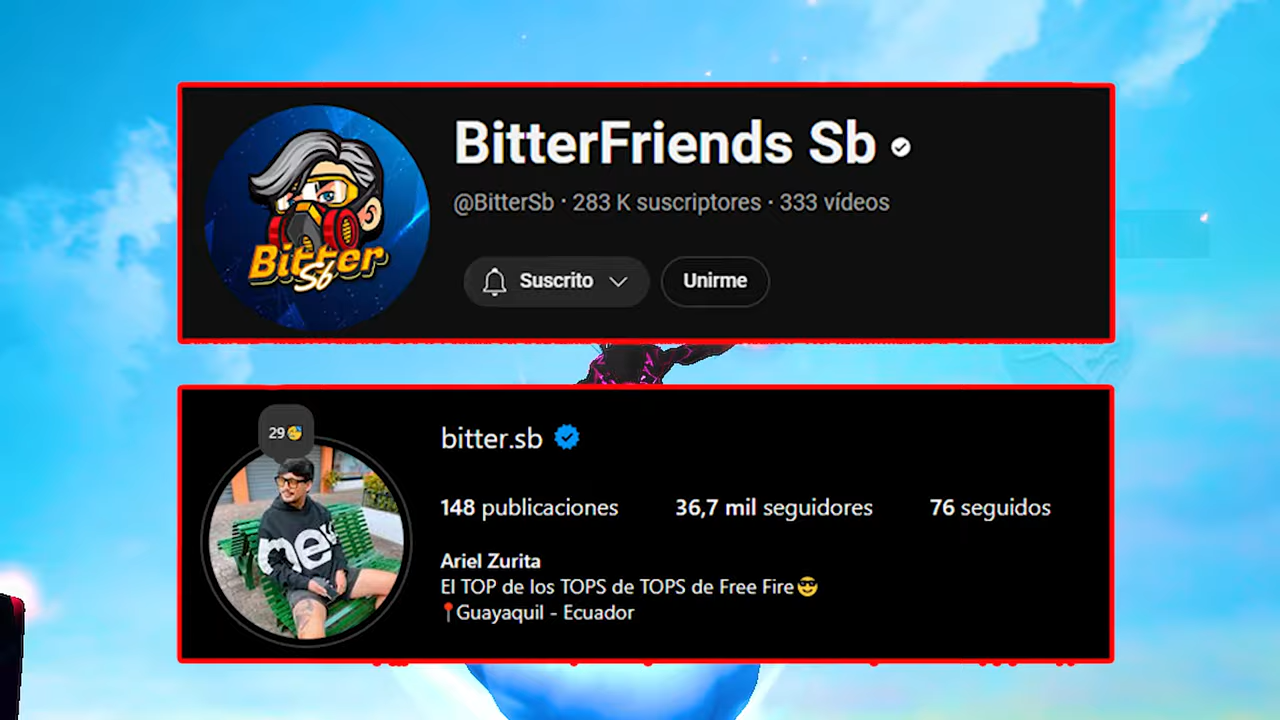 BitterFriends Sb
@BitterSb · 283 K suscriptores · 333 vídeos
Bitter
Sb
Suscrito
Unirme
29🥳
bitter.sb
148 publicaciones 36,7 mil seguidores 76 seguidos
Ariel Zurita
El TOP de los TOPS de TOPS de Free Fire😎
📍Guayaquil - Ecuador